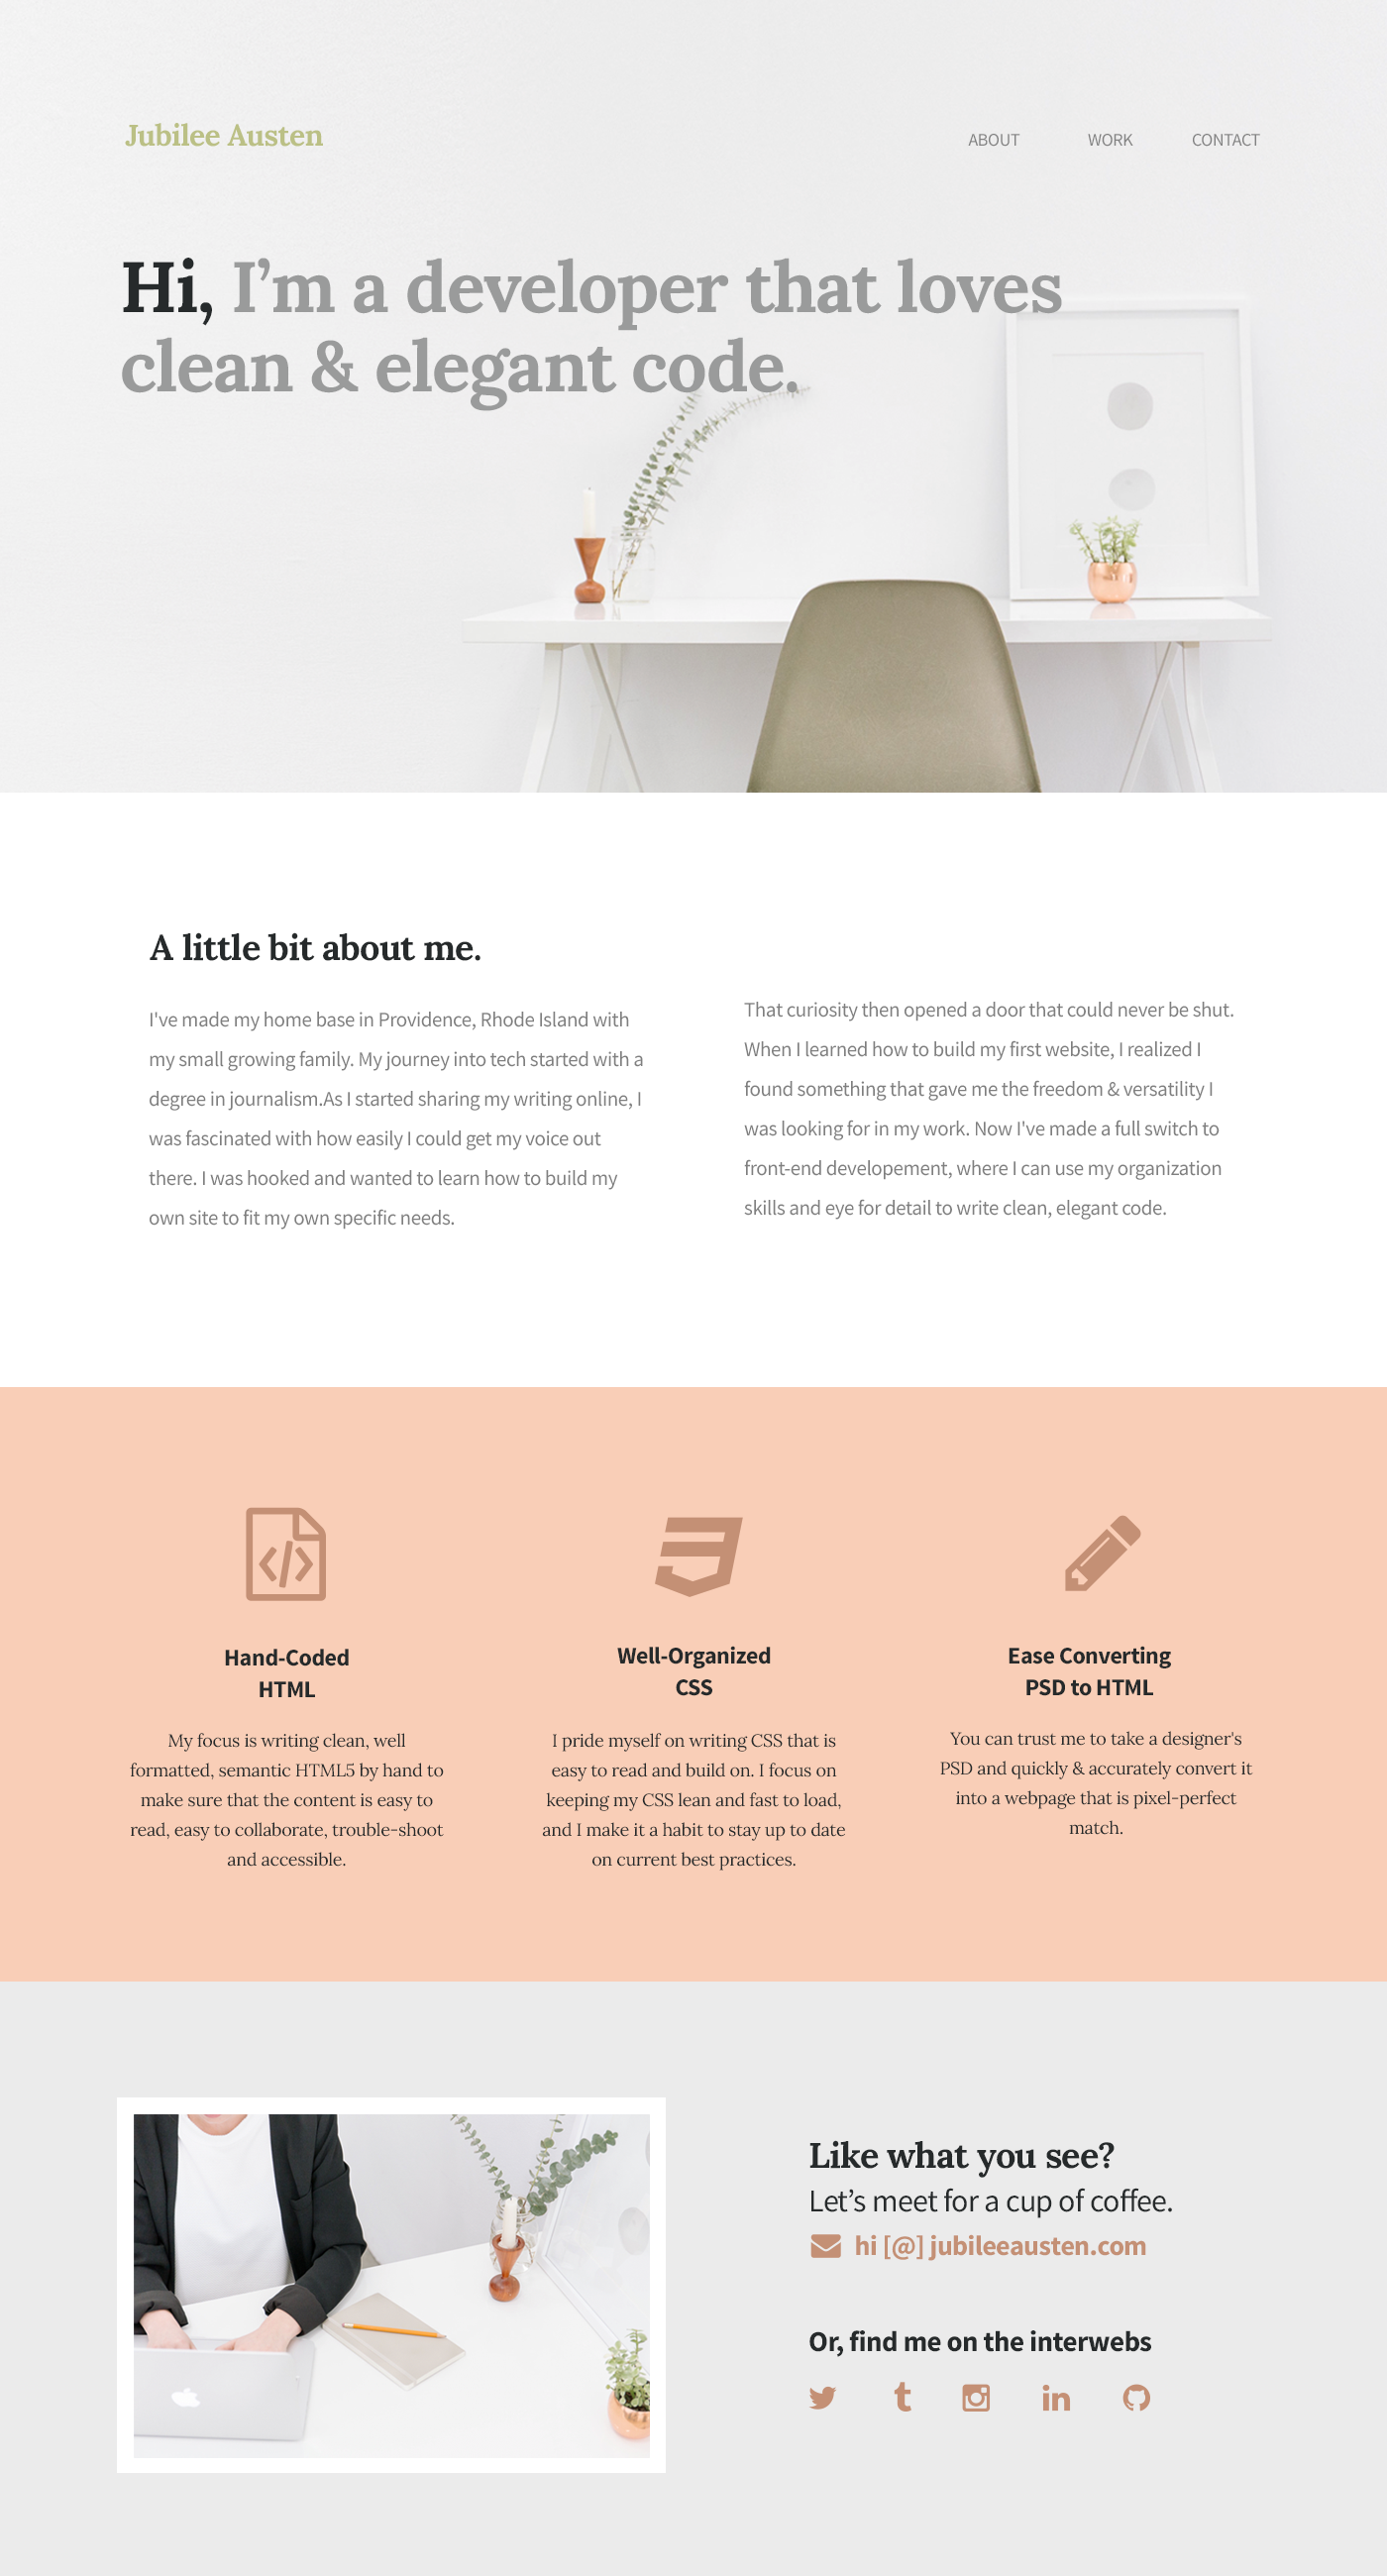 Jubilee Austen
ABOUT WORK CONTACT
Hi, I’m a developer that loves
clean & elegant code.
A little bit about me.
I've made my home base in Providence, Rhode Island with
my small growing family. My journey into tech started with a
degree in journalism.As I started sharing my writing online, I
was fascinated with how easily I could get my voice out
there. I was hooked and wanted to learn how to build my
own site to fit my own specific needs.
That curiosity then opened a door that could never be shut.
When I learned how to build my first website, I realized I
found something that gave me the freedom & versatility I
was looking for in my work. Now I've made a full switch to
front-end developement, where I can use my organization
skills and eye for detail to write clean, elegant code.
Hand-Coded
HTML
My focus is writing clean, well
formatted, semantic HTML5 by hand to
make sure that the content is easy to
read, easy to collaborate, trouble-shoot
and accessible.
Well-Organized
CSS
I pride myself on writing CSS that is
easy to read and build on. I focus on
keeping my CSS lean and fast to load,
and I make it a habit to stay up to date
on current best practices.
Ease Converting
PSD to HTML
You can trust me to take a designer's
PSD and quickly & accurately convert it
into a webpage that is pixel-perfect
match.
Like what you see?
Let’s meet for a cup of coffee.
hi [@] jubileeausten.com
Or, find me on the interwebs